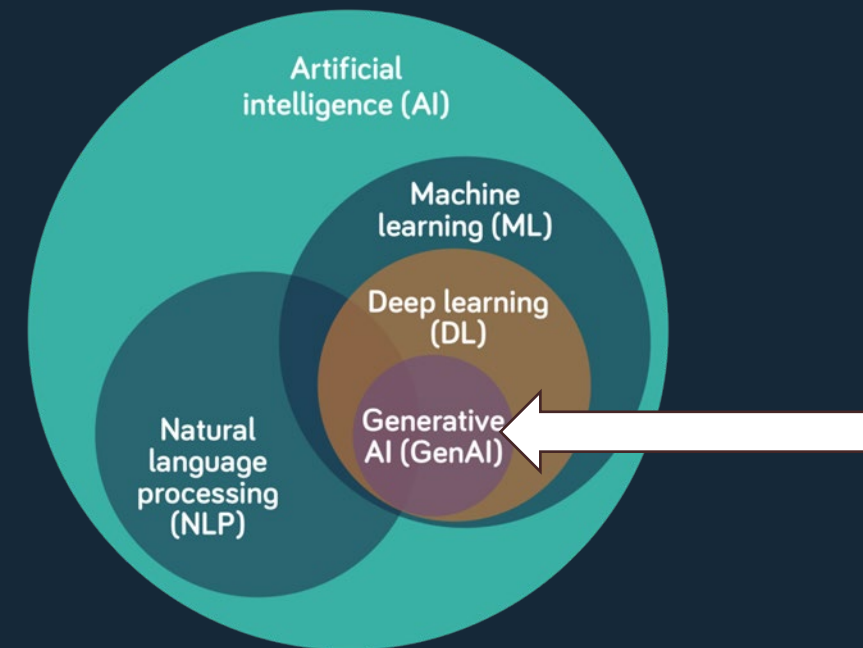 Artificial
intelligence (AI)
Machine
learning (ML)
Deep learning
(DL)
Generative
AI (GenAI)
Natural
language
processing
(NLP)